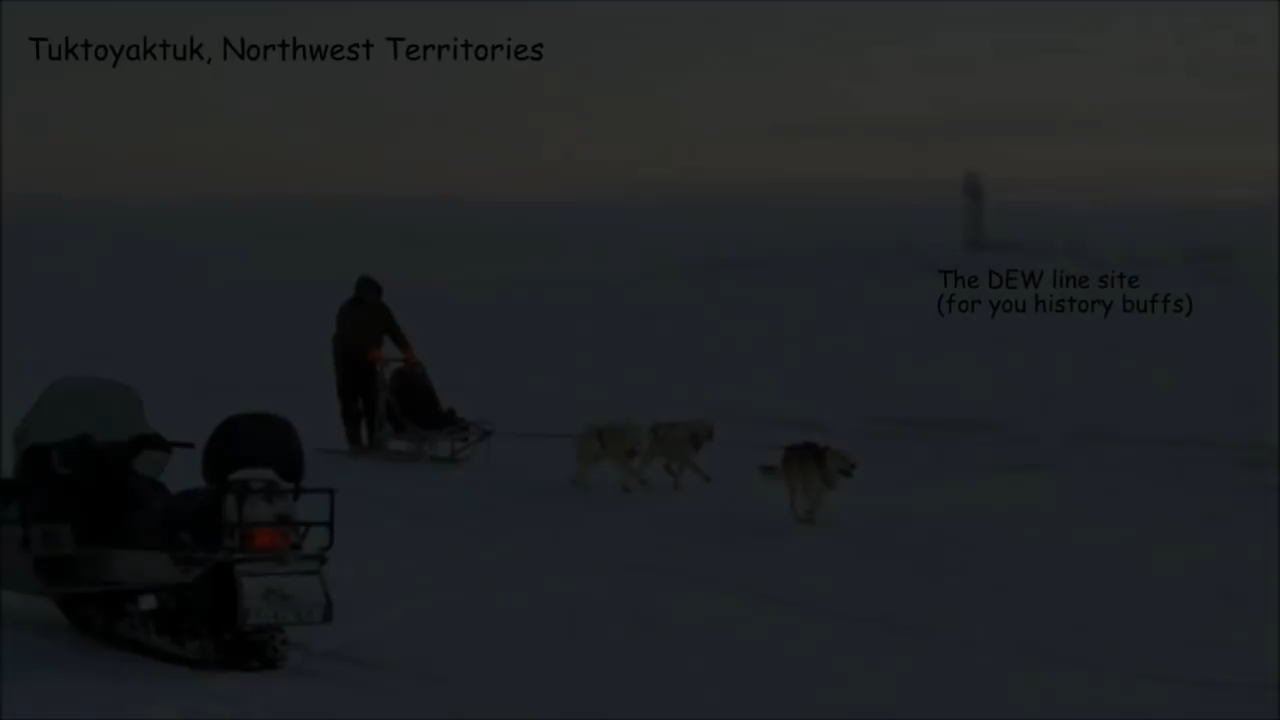 Tuktoyaktuk, Northwest Territories
The DEW line site
(for you history buffs)